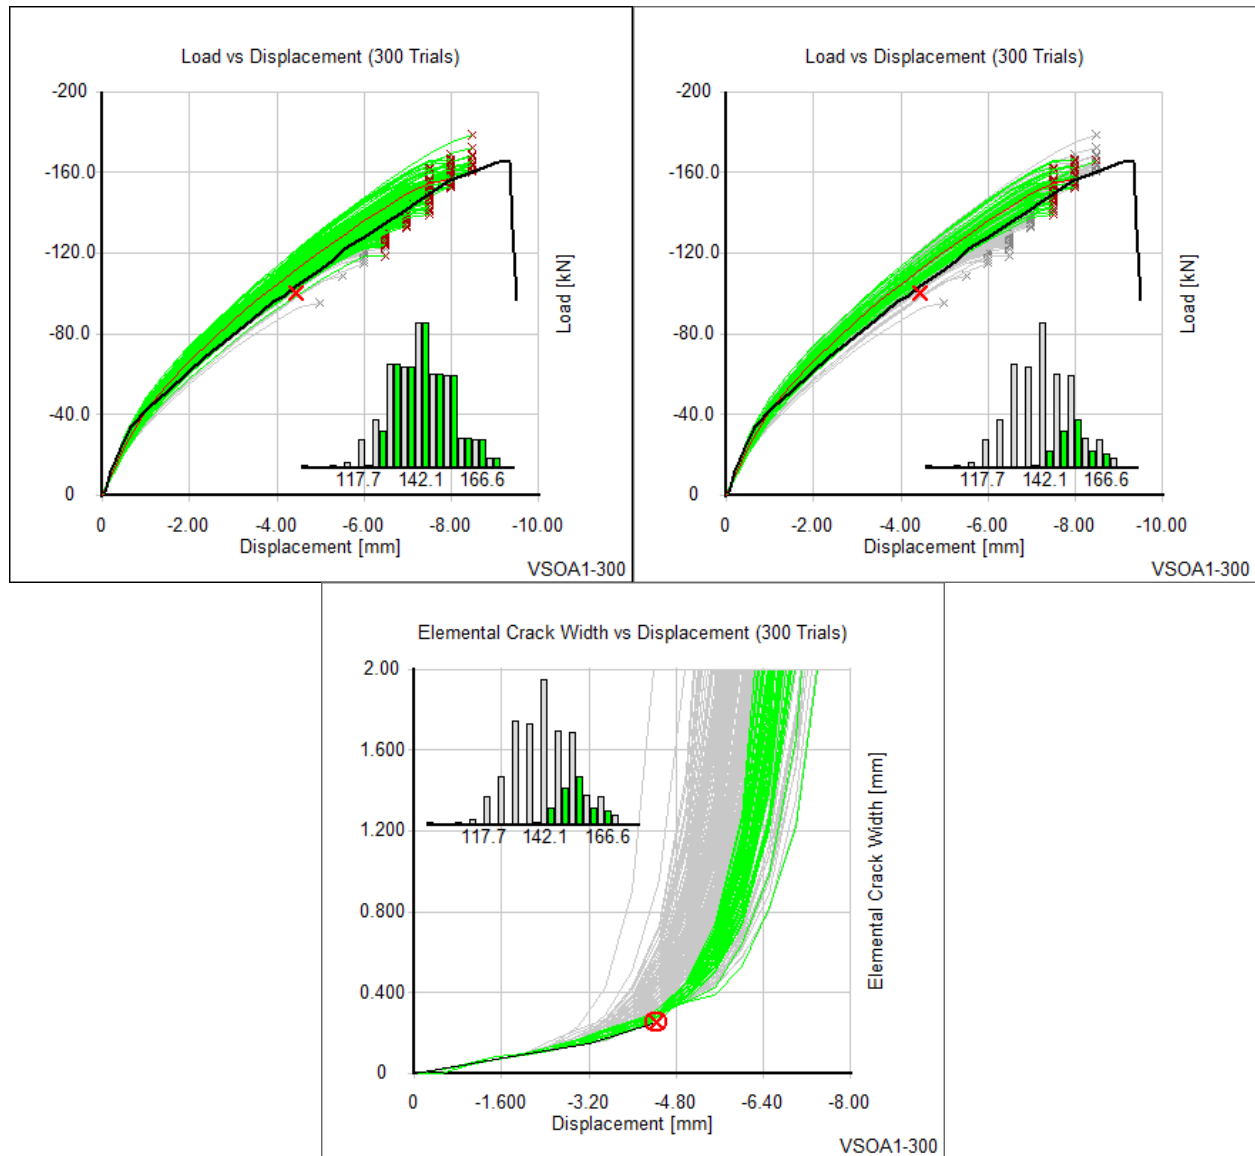 Load vs Displacement (300 Trials)
-200
-160.0
-120.0
-80.0
-40.0
0
Load [kN]
117.7 142.1 166.6
0 -2.00 -4.00 -6.00 -8.00 -10.00
Displacement [mm]
VSOA1-300
Load vs Displacement (300 Trials)
-200
-160.0
-120.0
-80.0
-40.0
0
Load [kN]
117.7 142.1 166.6
0 -2.00 -4.00 -6.00 -8.00 -10.00
Displacement [mm]
VSOA1-300
Elemental Crack Width vs Displacement (300 Trials)
2.00
1.600
1.200
0.800
0.400
0
117.7 142.1 166.6
Elemental Crack Width [mm]
0 -1.600 -3.20 -4.80 -6.40 -8.00
Displacement [mm]
VSOA1-300